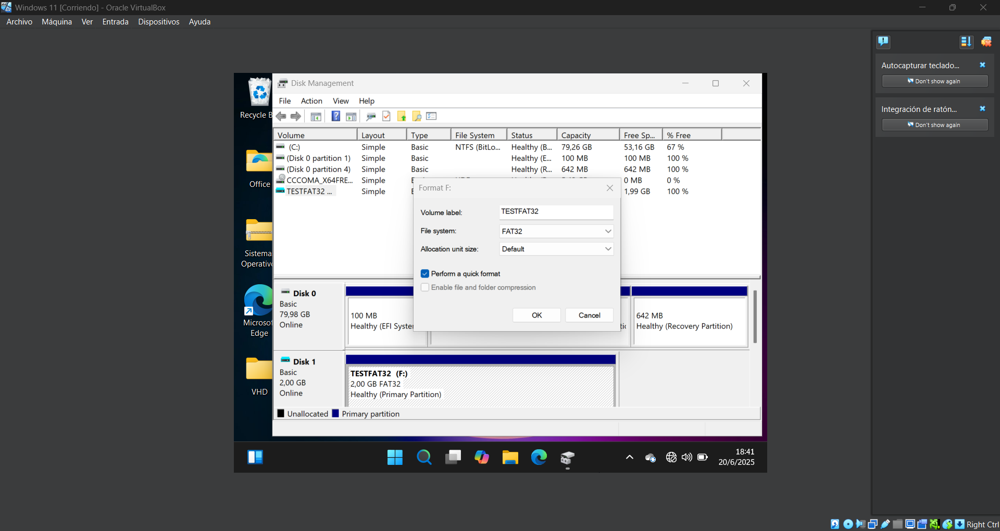 Windows 11 [Corriendo] - Oracle VirtualBox
Archivo Máquina Ver Entrada Dispositivos Ayuda
Autocapturar teclado...
Don't show again
Integración de ratón...
Don't show again
Recycle B
Office
Sistema
Operativo
Microsof
Edge
VHD
Disk Management
File Action View Help
Volume Layout Type File System Status Capacity Free Sp... % Free
(C:) Simple Basic NTFS (BitLo... Healthy (B... 79,26 GB 53,16 GB 67 %
(Disk 0 partition 1) Simple Basic Healthy (E... 100 MB 100 MB 100 %
(Disk 0 partition 4) Simple Basic Healthy (R... 642 MB 642 MB 100 %
CCCOMA_X64FRE... Simple 0 MB 0 %
TESTFAT32 ... Simple 1,99 GB 100 %
Format F:
Volume label: TESTFAT32
File system: FAT32
Allocation unit size: Default
Perform a quick format
Enable file and folder compression
OK Cancel
Disk 0
Basic
79,98 GB
Online
100 MB
Healthy (EFI Syster
642 MB
Healthy (Recovery Partition)
Disk 1
Basic
2,00 GB
Online
TESTFAT32 (F:)
2,00 GB FAT32
Healthy (Primary Partition)
Unallocated Primary partition
18:41
20/6/2025
Right Ctrl